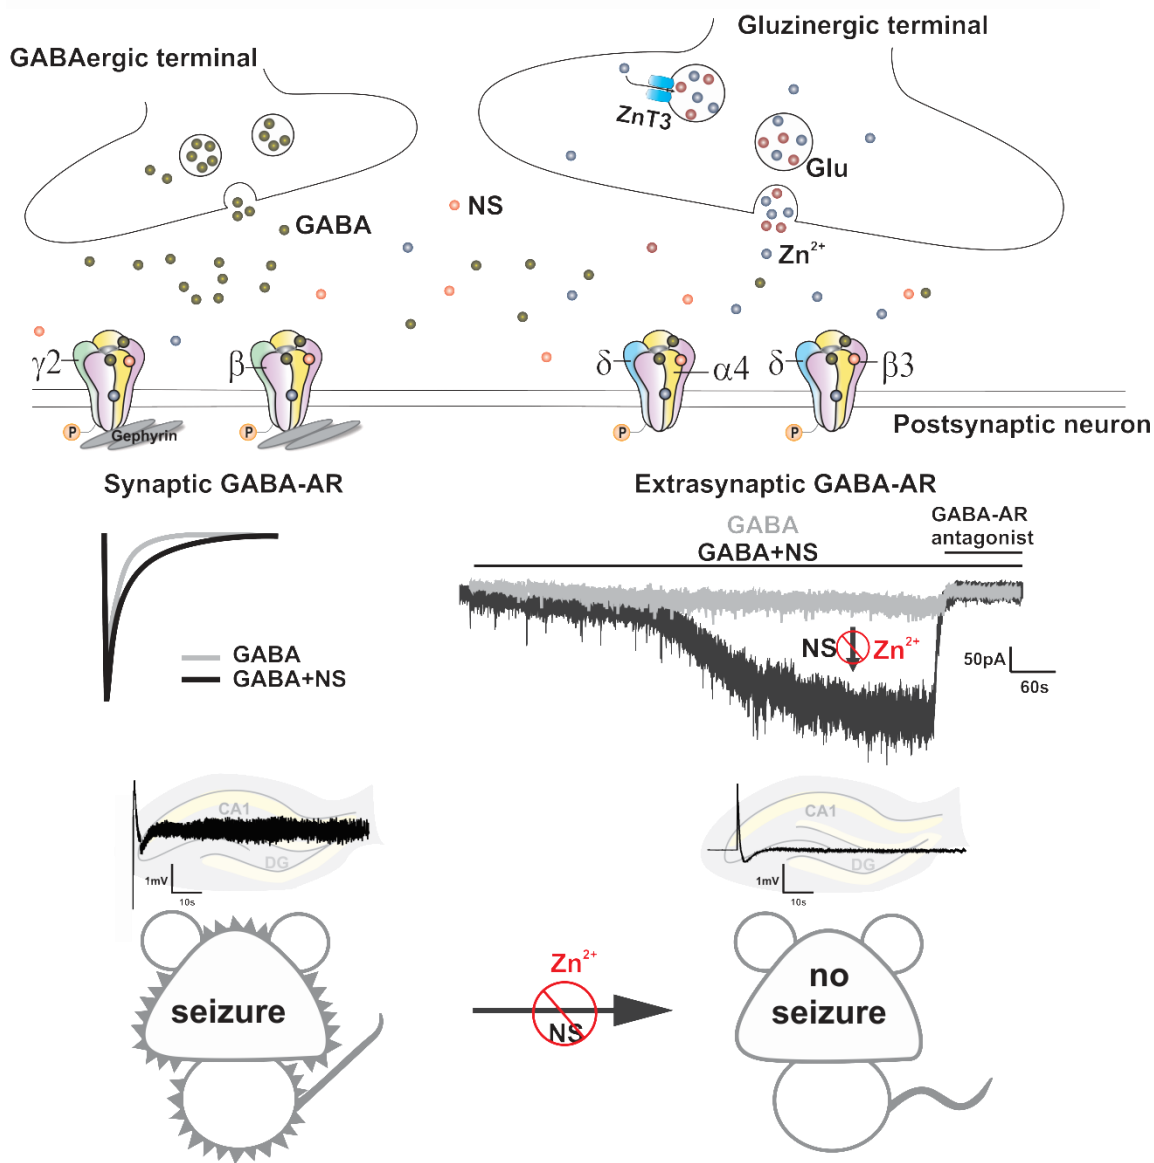 Gluzinergic terminal
GABAergic terminal
ZnT3
Glu
NS
GABA
Zn²⁺
γ2
β
δ
α4
δ
β3
P
Gephyrin
P
P
P
Postsynaptic neuron
Synaptic GABA-AR
Extrasynaptic GABA-AR
GABA
GABA+NS
GABA-AR
antagonist
NS
Zn²⁺
50pA
60s
GABA
GABA+NS
CA1
DG
1mV
10s
CA1
DG
1mV
10s
seizure
Zn²⁺
NS
no
seizure